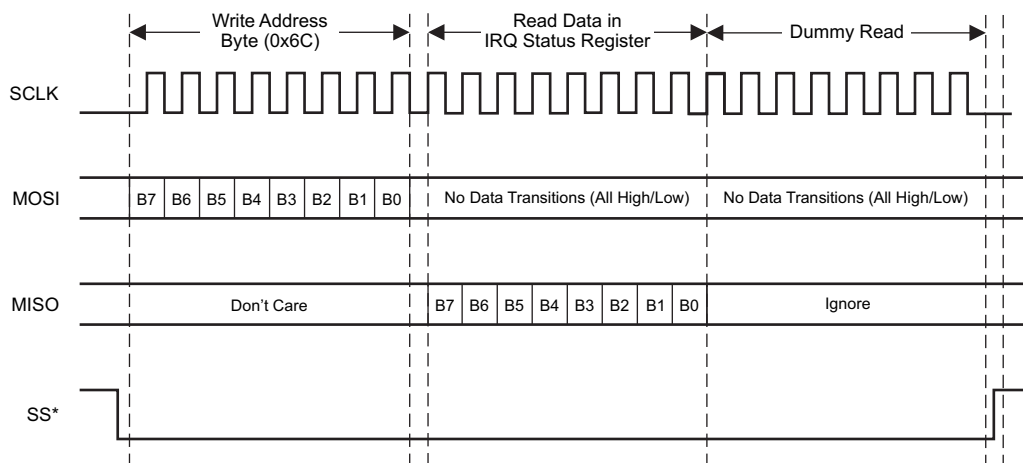 Write Address
Byte (0x6C)
Read Data in
IRQ Status Register
Dummy Read
SCLK
MOSI
B7 B6 B5 B4 B3 B2 B1 B0
No Data Transitions (All High/Low)
No Data Transitions (All High/Low)
MISO
Don't Care
B7 B6 B5 B4 B3 B2 B1 B0
Ignore
SS*